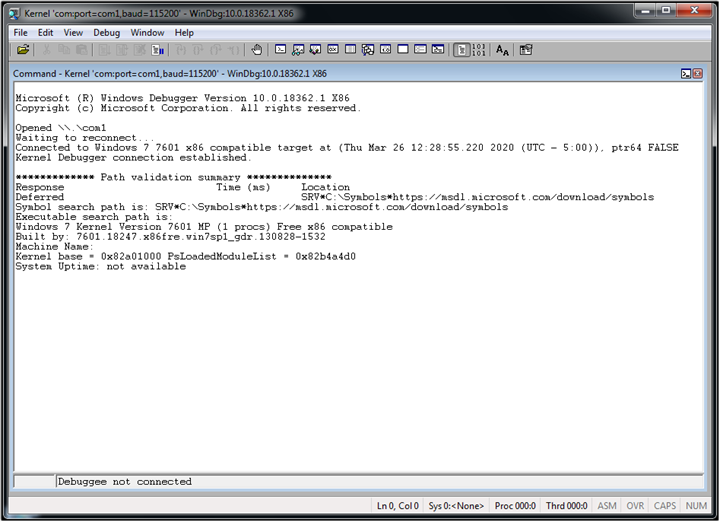 Kernel 'com:port=com1,baud=115200' - WinDbg:10.0.18362.1 X86
File Edit View Debug Window Help
101
101 AA
Command - Kernel 'com:port=com1,baud=115200' - WinDbg:10.0.18362.1 X86
Microsoft (R) Windows Debugger Version 10.0.18362.1 X86
Copyright (c) Microsoft Corporation. All rights reserved.
Opened \\.\com1
Waiting to reconnect...
Connected to Windows 7 7601 x86 compatible target at (Thu Mar 26 12:28:55.220 2020 (UTC - 5:00)), ptr64 FALSE
Kernel Debugger connection established.
************* Path validation summary **************
Response Time (ms) Location
Deferred SRV*C:\Symbols*https://msdl.microsoft.com/download/symbols
Symbol search path is: SRV*C:\Symbols*https://msdl.microsoft.com/download/symbols
Executable search path is:
Windows 7 Kernel Version 7601 MP (1 procs) Free x86 compatible
Built by: 7601.18247.x86fre.win7sp1_gdr.130828-1532
Machine Name:
Kernel base = 0x82a01000 PsLoadedModuleList = 0x82b4a4d0
System Uptime: not available
Debuggee not connected
Ln 0, Col 0 Sys 0:<None> Proc 000:0 Thrd 000:0 ASM OVR CAPS NUM